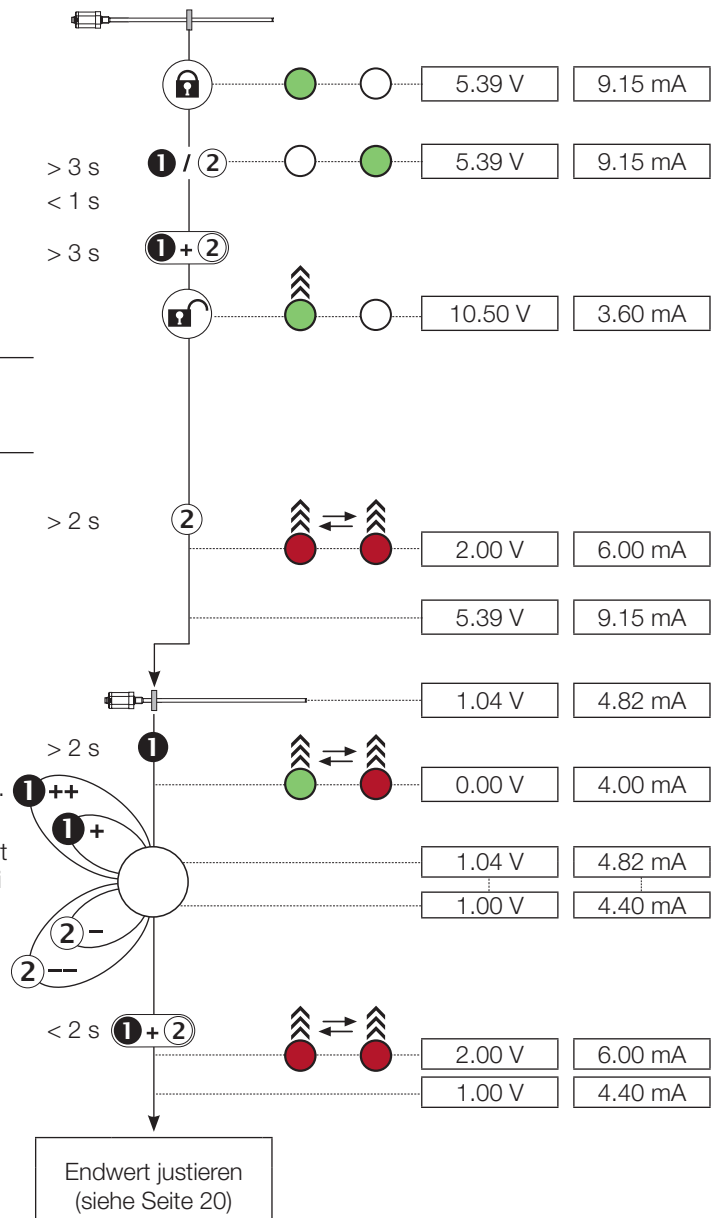 5.39 V 9.15 mA
> 3 s 1 / 2 5.39 V 9.15 mA
< 1 s
> 3 s 1 + 2
10.50 V 3.60 mA
> 2 s 2
2.00 V 6.00 mA
5.39 V 9.15 mA
1.04 V 4.82 mA
> 2 s 1
0.00 V 4.00 mA
1 ++
1 +
t
i
1.04 V 4.82 mA
1.00 V 4.40 mA
2 -
2 --
< 2 s 1 + 2
2.00 V 6.00 mA
1.00 V 4.40 mA
Endwert justieren
(siehe Seite 20)